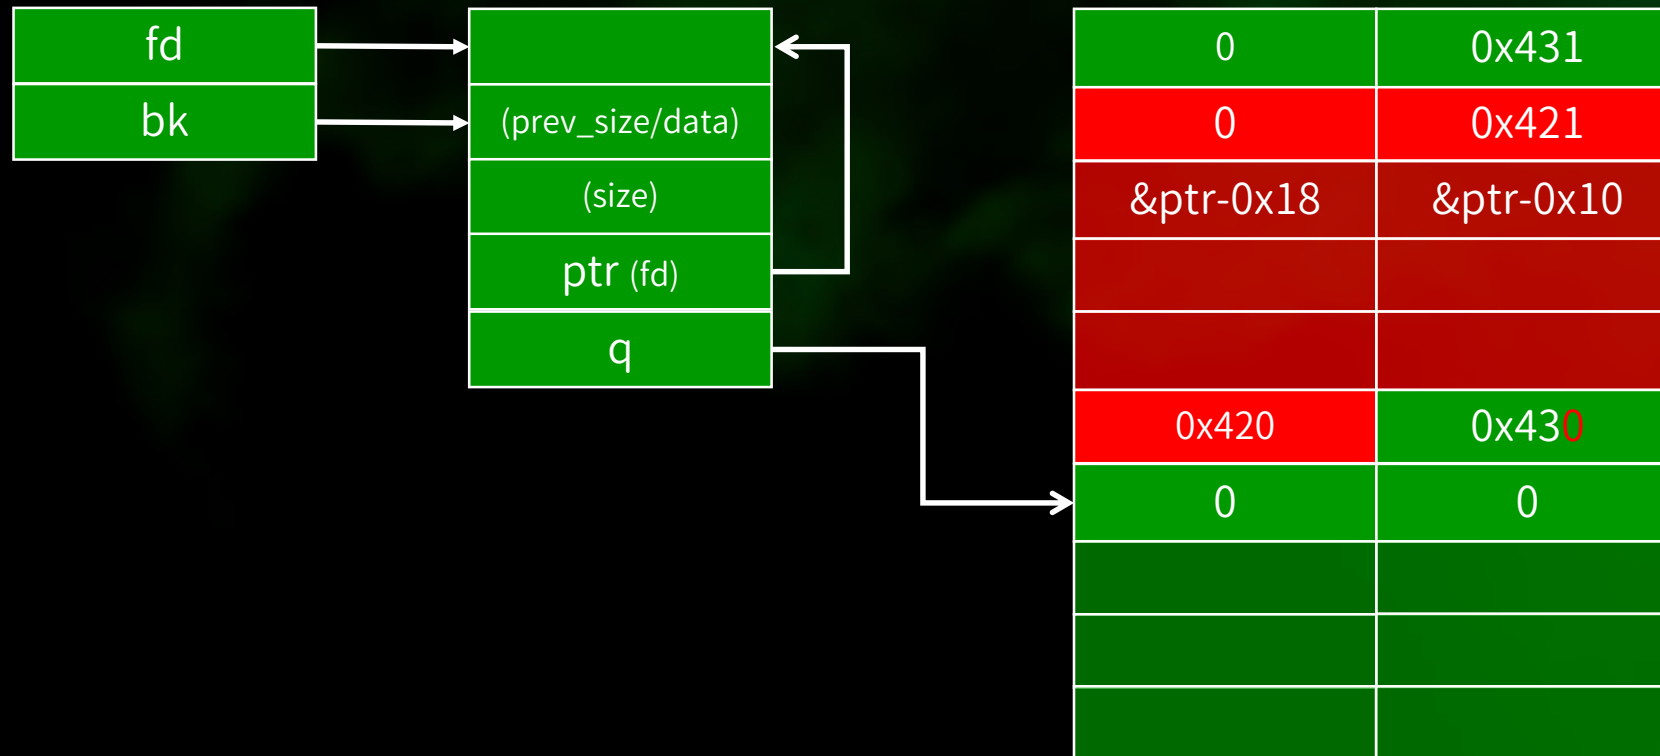 fd
bk
(prev_size/data)
(size)
ptr (fd)
q
0 0x431
0 0x421
&ptr-0x18 &ptr-0x10
0x420 0x430
0 0